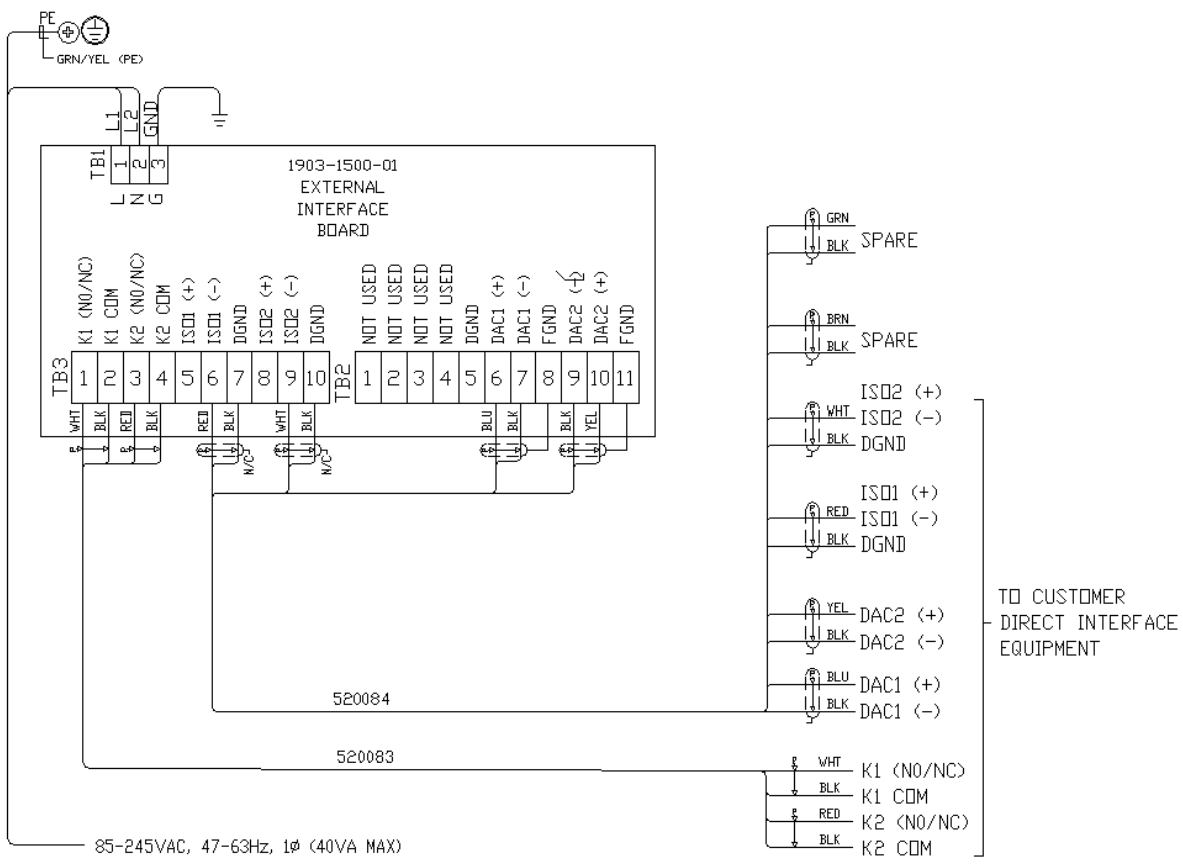 PE
GRN/YEL (PE)
L1
L2
GND
TB1
1
2
3
L
N
G
1903-1500-01
EXTERNAL
INTERFACE
BOARD
K1 (NO/NC)
K1 COM
K2 (NO/NC)
K2 COM
ISO1 (+)
ISO1 (-)
DGND
ISO2 (+)
ISO2 (-)
DGND
NOT USED
NOT USED
NOT USED
NOT USED
DGND
DAC1 (+)
DAC1 (-)
FGND
DAC2 (-)
DAC2 (+)
FGND
TB3
1
2
3
4
5
6
7
8
9
10
TB2
1
2
3
4
5
6
7
8
9
10
11
WHT
BLK
RED
BLK
RED
BLK
WHT
BLK
BLU
BLK
BLK
YEL
P
P
P
N/C
P
N/C
P
P
P
GRN
BLK
SPARE
P
BRN
BLK
SPARE
ISO2 (+)
P
WHT
ISO2 (-)
BLK
DGND
ISO1 (+)
P
RED
ISO1 (-)
BLK
DGND
P
YEL
DAC2 (+)
BLK
DAC2 (-)
P
BLU
DAC1 (+)
BLK
DAC1 (-)
TO CUSTOMER
DIRECT INTERFACE
EQUIPMENT
520084
520083
P
WHT
K1 (NO/NC)
BLK
K1 COM
P
RED
K2 (NO/NC)
BLK
K2 COM
85-245VAC, 47-63Hz, 1Ø (40VA MAX)